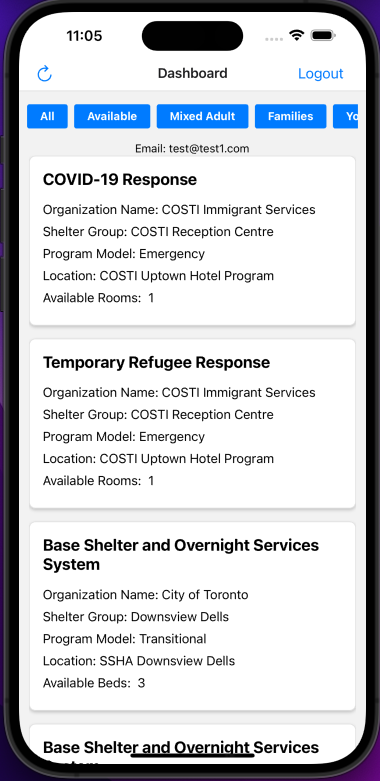 11:05
Dashboard
Logout
All
Available
Mixed Adult
Families
Yo
Email: test@test1.com
COVID-19 Response
Organization Name: COSTI Immigrant Services
Shelter Group: COSTI Reception Centre
Program Model: Emergency
Location: COSTI Uptown Hotel Program
Available Rooms: 1
Temporary Refugee Response
Organization Name: COSTI Immigrant Services
Shelter Group: COSTI Reception Centre
Program Model: Emergency
Location: COSTI Uptown Hotel Program
Available Rooms: 1
Base Shelter and Overnight Services
System
Organization Name: City of Toronto
Shelter Group: Downsview Dells
Program Model: Transitional
Location: SSHA Downsview Dells
Available Beds: 3
Base Shelter and Overnight Services